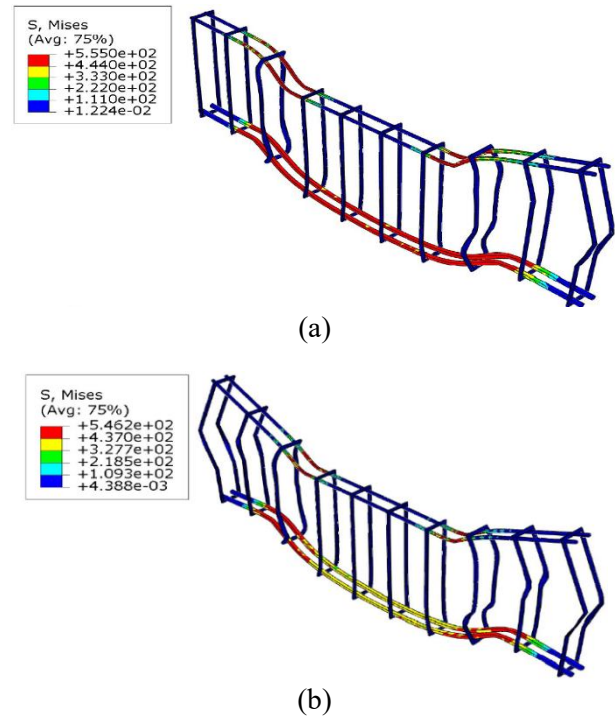 S, Mises
(Avg: 75%)
+5.550e+02
+4.440e+02
+3.330e+02
+2.220e+02
+1.110e+02
+1.224e-02
(a)
S, Mises
(Avg: 75%)
+5.462e+02
+4.370e+02
+3.277e+02
+2.185e+02
+1.093e+02
+4.388e-03
(b)